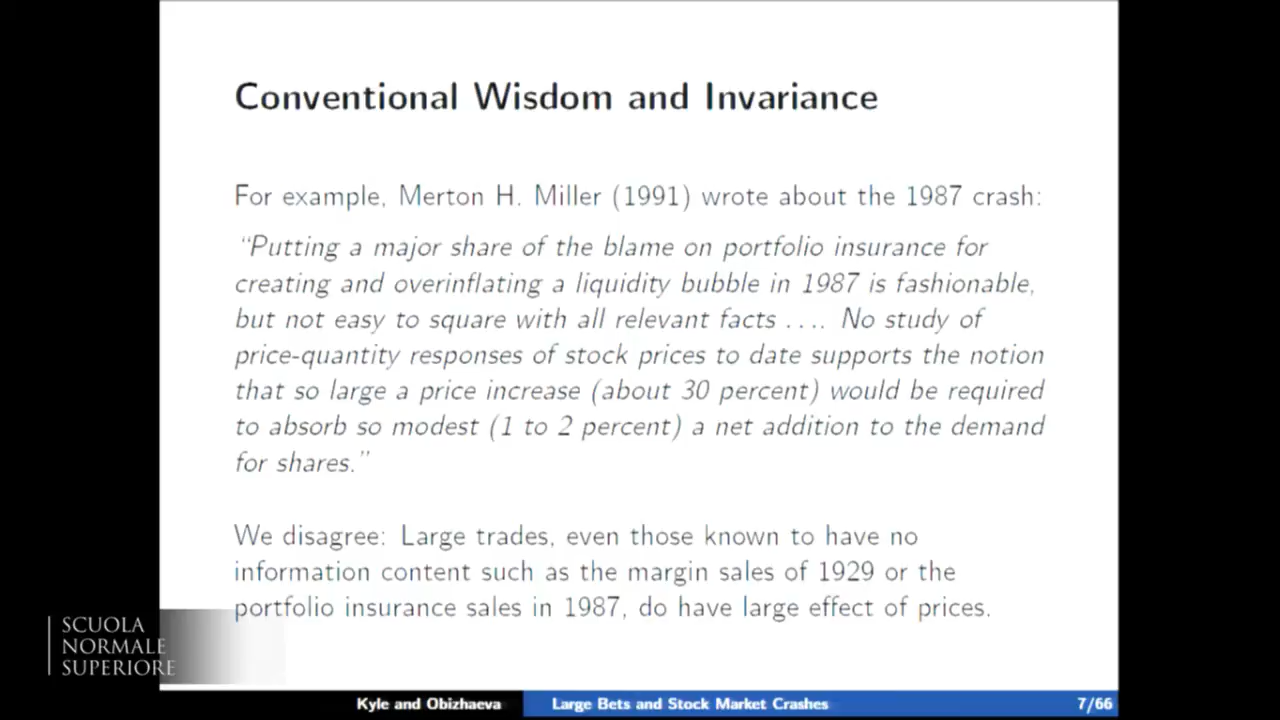 Conventional Wisdom and Invariance
For example, Merton H. Miller (1991) wrote about the 1987 crash:
“Putting a major share of the blame on portfolio insurance for
creating and overinflating a liquidity bubble in 1987 is fashionable,
but not easy to square with all relevant facts .... No study of
price-quantity responses of stock prices to date supports the notion
that so large a price increase (about 30 percent) would be required
to absorb so modest (1 to 2 percent) a net addition to the demand
for shares.”
We disagree: Large trades, even those known to have no
information content such as the margin sales of 1929 or the
portfolio insurance sales in 1987, do have large effect of prices.
SCUOLA
NORMALE
SUPERIORE
Kyle and Obizhaeva Large Bets and Stock Market Crashes 7/66